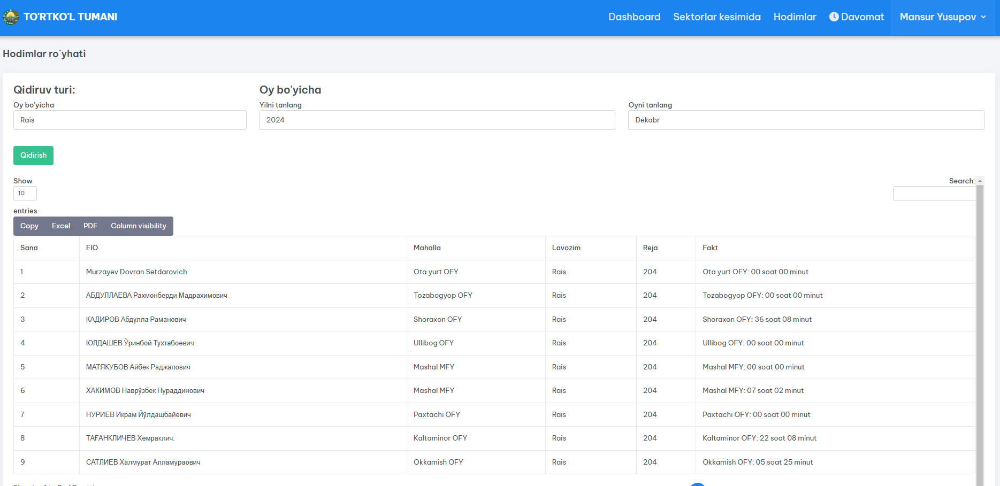 TO'RTKO'L TUMANI Dashboard Sektorlar kesimida Hodimlar Davomat Mansur Yusupov
Hodimlar ro`yhati
Qidiruv turi: Oy bo'yicha
Oy bo'yicha Yilni tanlang Oyni tanlang
Rais 2024 Dekabr
Qidirish
Show Search:
10
entries
Copy Excel PDF Column visibility
Sana FIO Mahalla Lavozim Reja Fakt
1 Murzayev Dovran Setdarovich Ota yurt OFY Rais 204 Ota yurt OFY: 00 soat 00 minut
2 АБДУЛЛАЕВА Рахмонберди Мадрахимович Tozabogyop OFY Rais 204 Tozabogyop OFY: 00 soat 00 minut
3 КАДИРОВ Абдулла Раманович Shoraxon OFY Rais 204 Shoraxon OFY: 36 soat 08 minut
4 ЮЛДАШЕВ Ўринбой Тухтабоевич Ullibog OFY Rais 204 Ullibog OFY: 00 soat 00 minut
5 МАТЯКУБОВ Айбек Раджапович Mashal MFY Rais 204 Mashal MFY: 00 soat 00 minut
6 ХАКИМОВ Наврўзбек Нураддинович Mashal MFY Rais 204 Mashal MFY: 07 soat 02 minut
7 НУРИЕВ Икрам Йўлдашбайевич Paxtachi OFY Rais 204 Paxtachi OFY: 00 soat 00 minut
8 ТАҒАНКЛИЧЕВ Хемраклич. Kaltaminor OFY Rais 204 Kaltaminor OFY: 22 soat 08 minut
9 САТЛИЕВ Халмурат Алламураович Okkamish OFY Rais 204 Okkamish OFY: 05 soat 25 minut